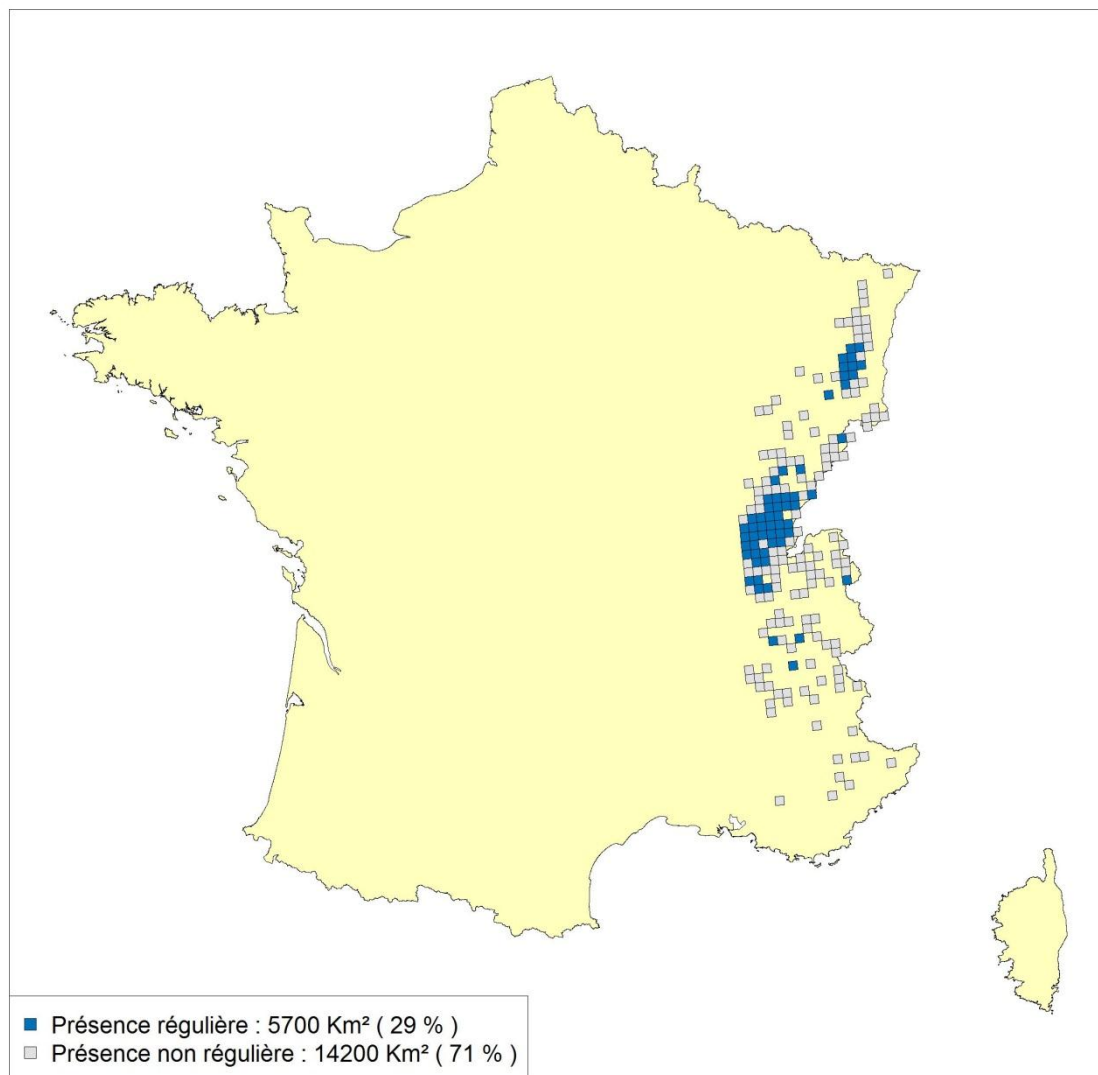 Présence régulière : 5700 Km² ( 29 % )
Présence non régulière : 14200 Km² ( 71 % )